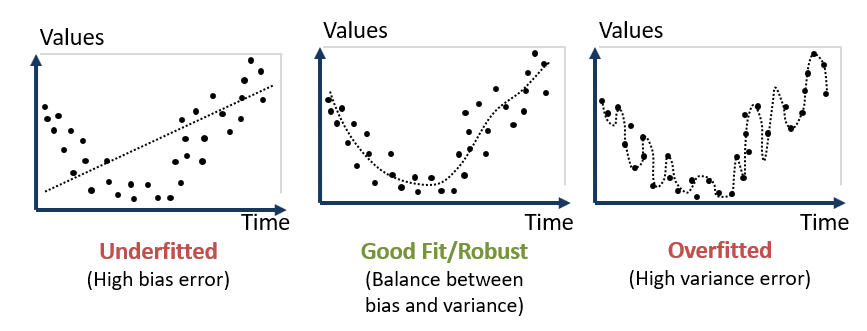 Values
Time
Underfitted
(High bias error)
Values
Time
Good Fit/Robust
(Balance between
bias and variance)
Values
Time
Overfitted
(High variance error)